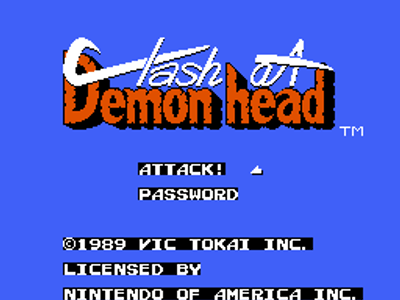 Clash at
Demon head
TM
ATTACK!
PASSWORD
©1989 VIC TOKAI INC.
LICENSED BY
NINTENDO OF AMERICA INC.